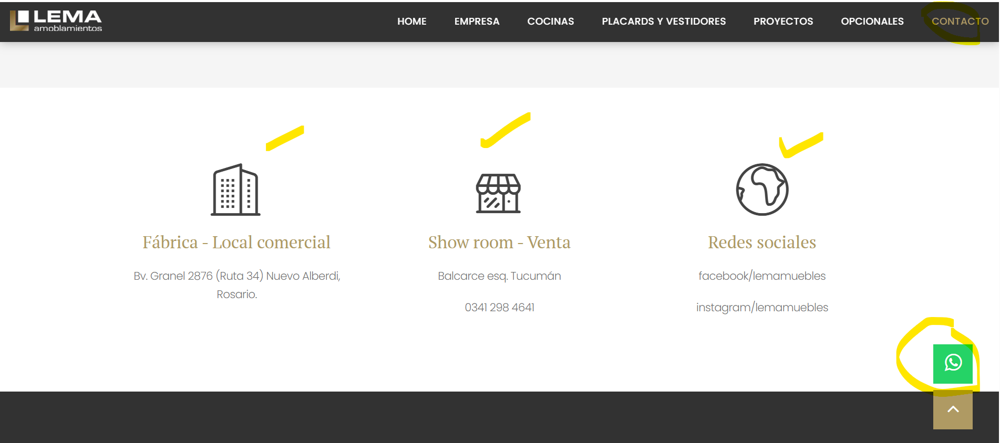 LEMA
amoblamientos
HOME EMPRESA COCINAS PLACARDS Y VESTIDORES PROYECTOS OPCIONALES CONTACTO
Fábrica - Local comercial
Bv. Granel 2876 (Ruta 34) Nuevo Alberdi,
Rosario.
Show room - Venta
Balcarce esq. Tucumán
0341 298 4641
Redes sociales
facebook/lemamuebles
instagram/lemamuebles